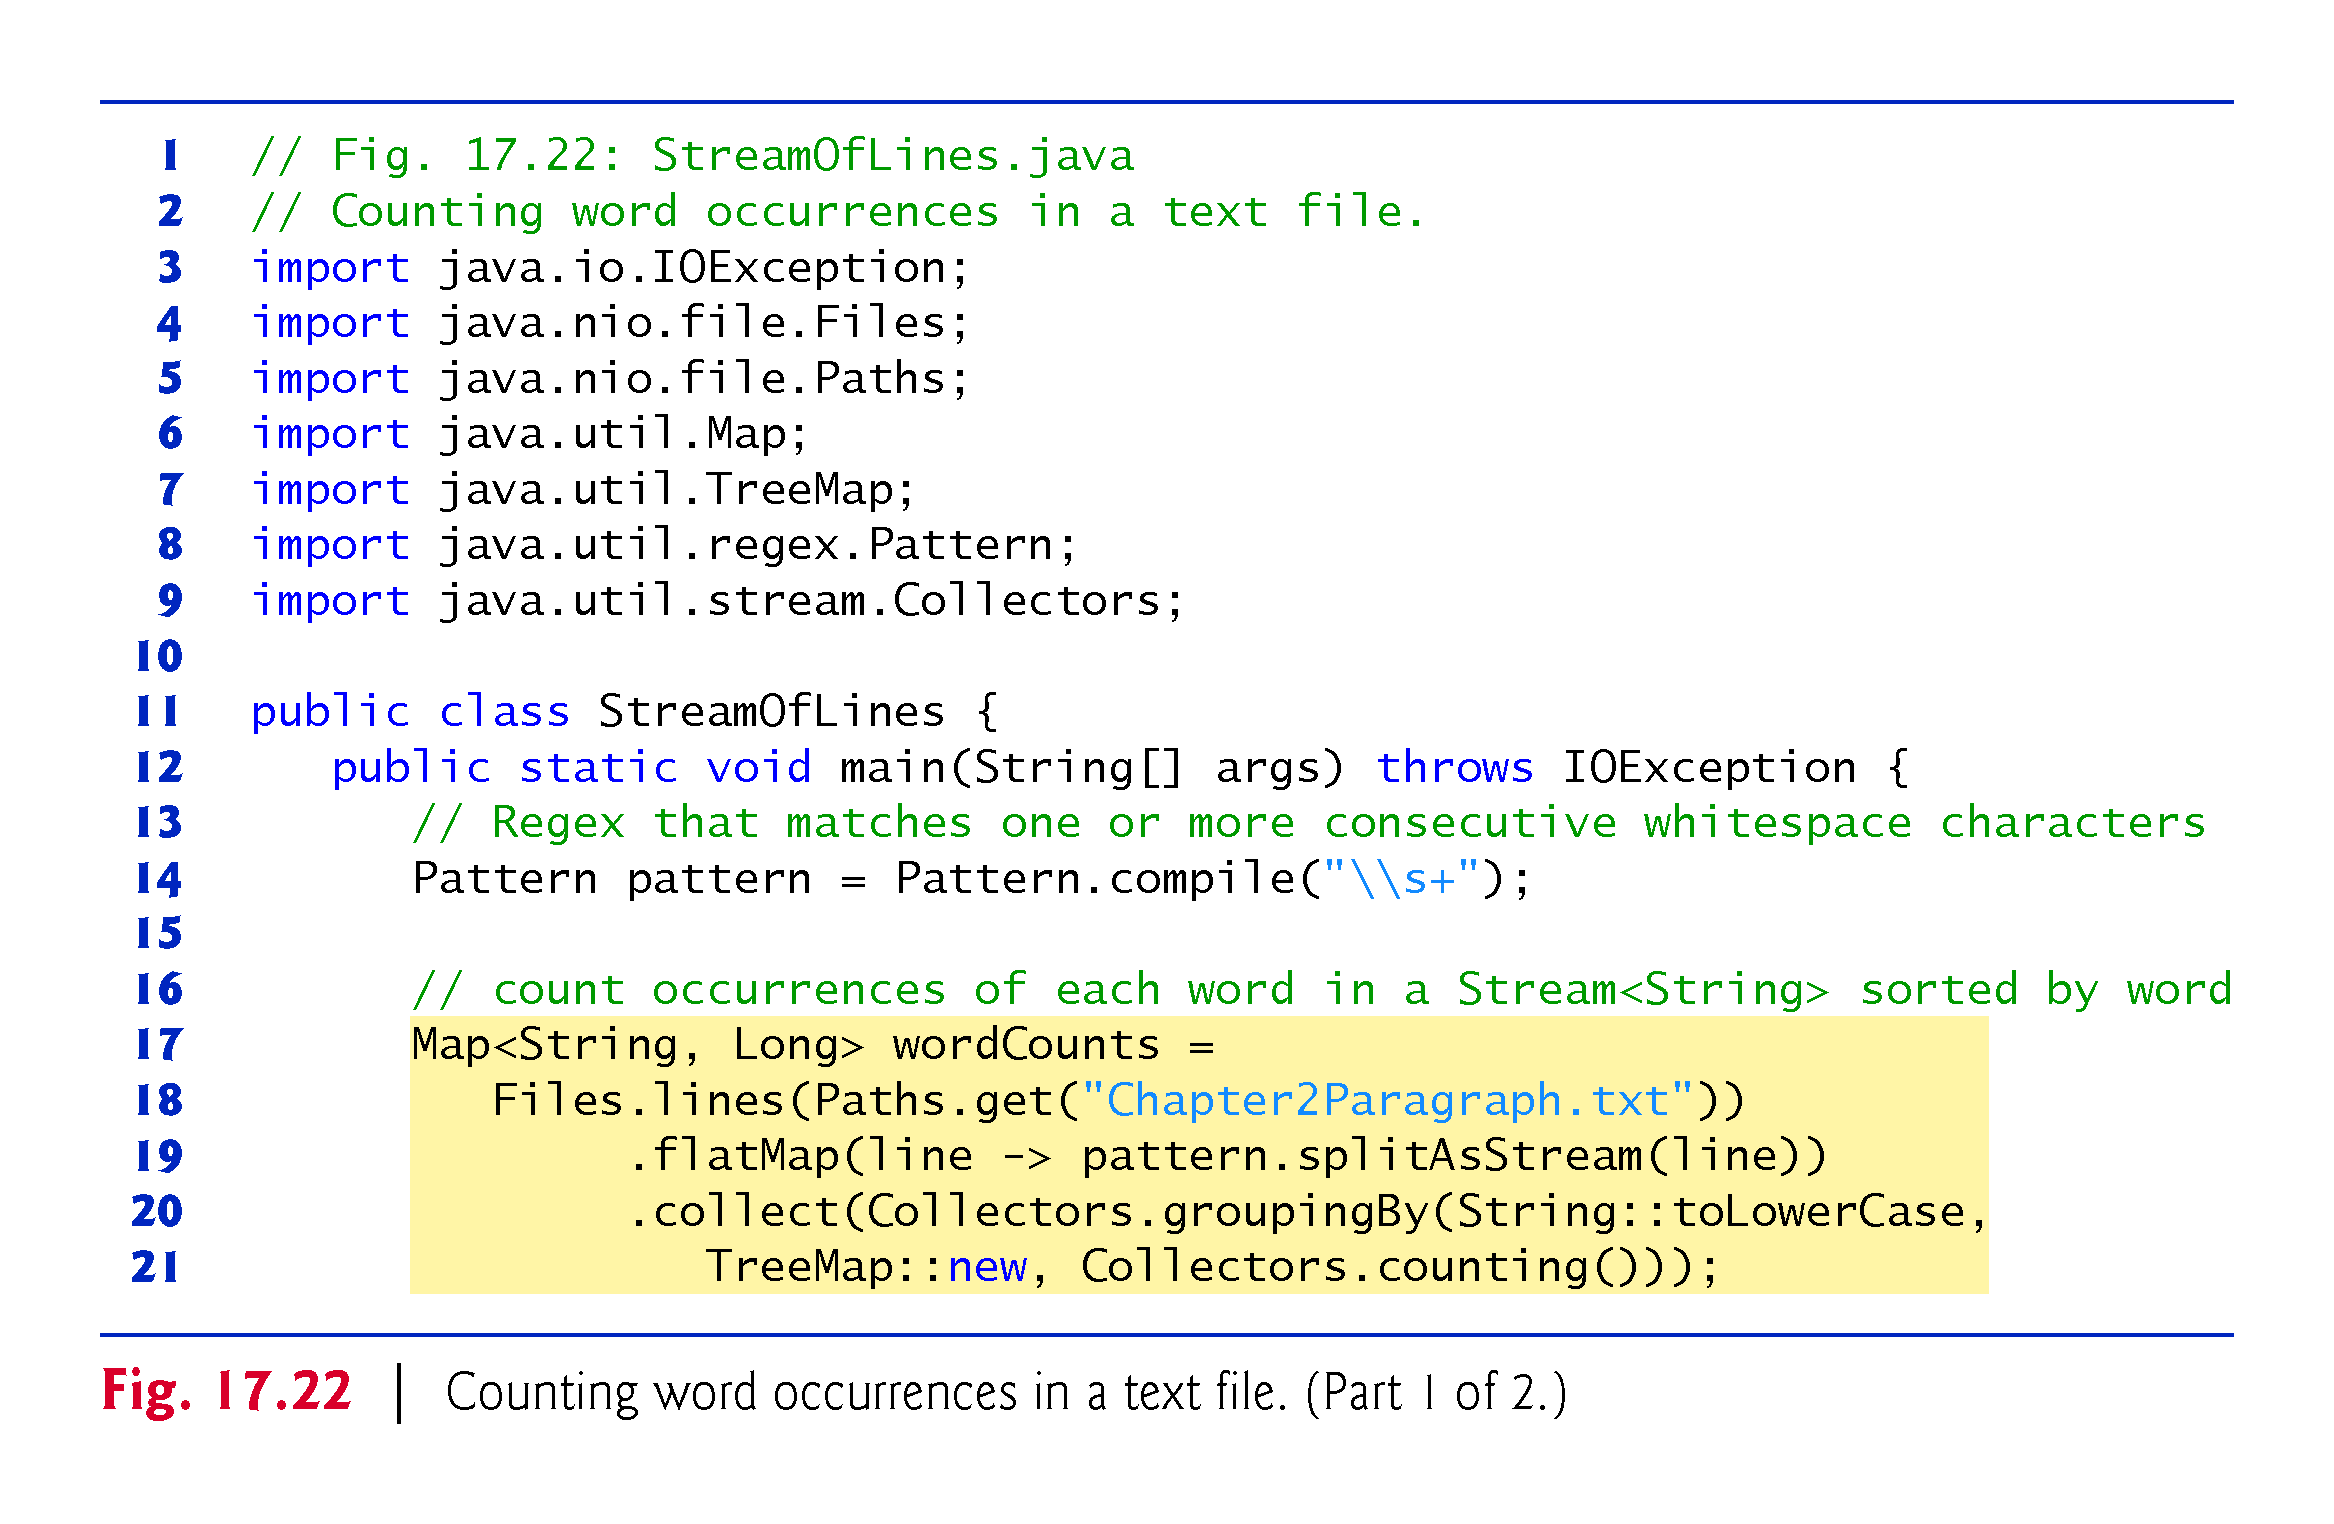 1 // Fig. 17.22: StreamOfLines.java
2 // Counting word occurrences in a text file.
3 import java.io.IOException;
4 import java.nio.file.Files;
5 import java.nio.file.Paths;
6 import java.util.Map;
7 import java.util.TreeMap;
8 import java.util.regex.Pattern;
9 import java.util.stream.Collectors;
10
11 public class StreamOfLines {
12    public static void main(String[] args) throws IOException {
13       // Regex that matches one or more consecutive whitespace characters
14       Pattern pattern = Pattern.compile("\\s+");
15
16       // count occurrences of each word in a Stream<String> sorted by word
17       Map<String, Long> wordCounts =
18          Files.lines(Paths.get("Chapter2Paragraph.txt"))
19               .flatMap(line -> pattern.splitAsStream(line))
20               .collect(Collectors.groupingBy(String::toLowerCase,
21                  TreeMap::new, Collectors.counting()));
Fig. 17.22 | Counting word occurrences in a text file. (Part 1 of 2.)